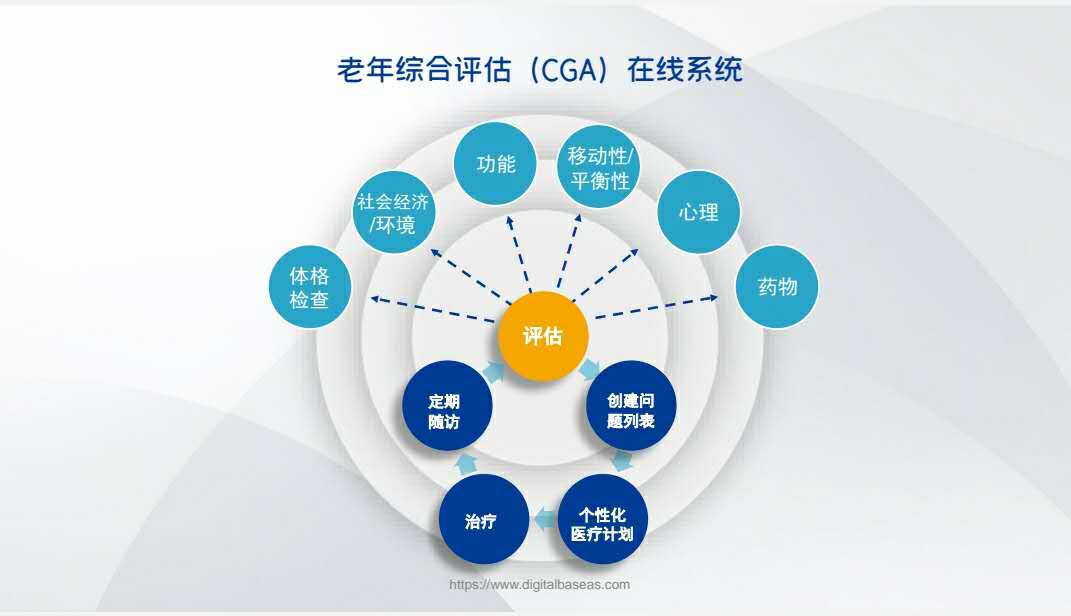 老年综合评估（CGA）在线系统
功能
移动性/
平衡性
社会经济
/环境
心理
体格
检查
药物
评估
定期
随访
创建问
题列表
治疗
个性化
医疗计划
https://www.digitalbaseas.com